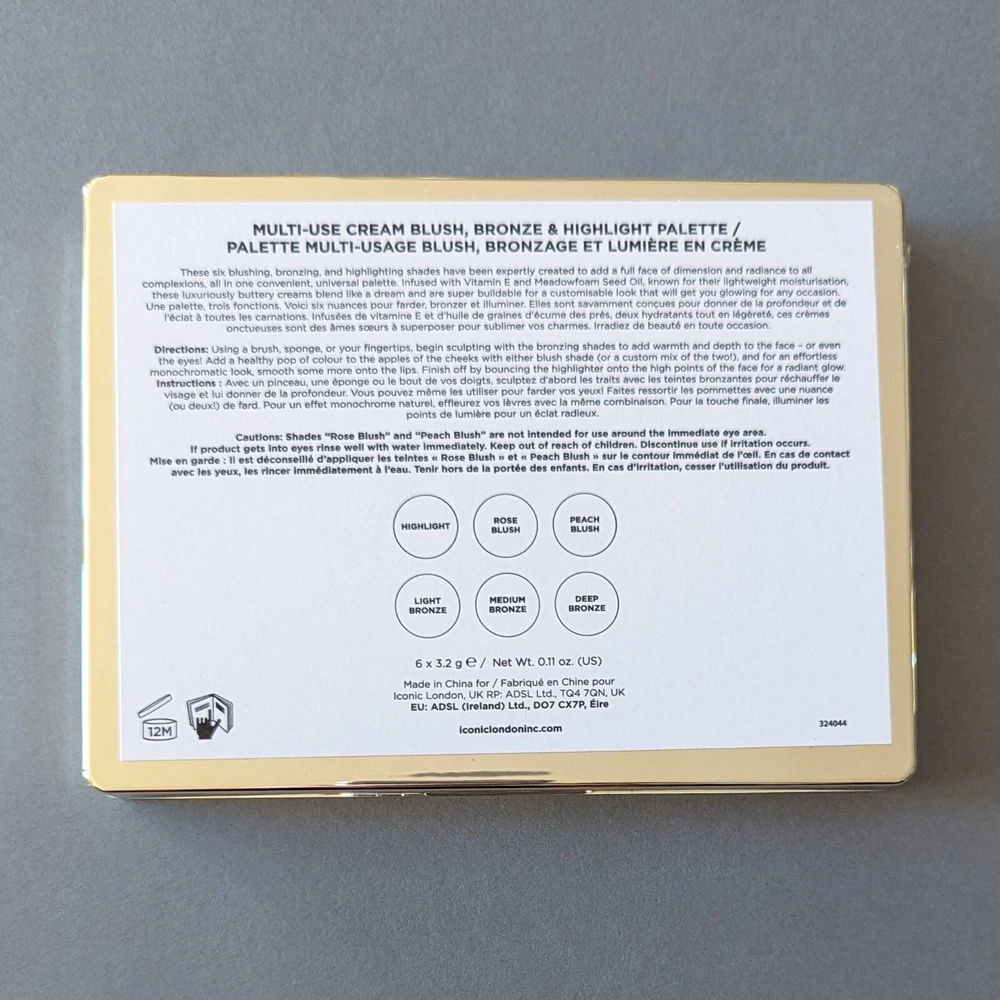 MULTI-USE CREAM BLUSH, BRONZE & HIGHLIGHT PALETTE /
PALETTE MULTI-USAGE BLUSH, BRONZAGE ET LUMIÈRE EN CRÈME
These six blushing, bronzing, and highlighting shades have been expertly created to add a full face of dimension and radiance to all
complexions, all in one convenient, universal palette. Infused with Vitamin E and Meadowfoam Seed Oil, known for their lightweight moisturisation,
these luxuriously buttery creams blend like a dream and are super buildable for a customisable look that will get you glowing for any occasion.
Une palette, trois fonctions. Voici six nuances pour farder, bronzer et illuminer. Elles sont savamment conçues pour donner de la profondeur et de
l'éclat à toutes les carnations. Infusées de vitamine E et d'huile de graines d'écume des prés, deux hydratants tout en légèreté, ces crèmes
onctueuses sont des âmes sœurs à superposer pour sublimer vos charmes. Irradiez de beauté en toute occasion.
Directions: Using a brush, sponge, or your fingertips, begin sculpting with the bronzing shades to add warmth and depth to the face – or even
the eyes! Add a healthy pop of colour to the apples of the cheeks with either blush shade (or a custom mix of the two!), and for an effortless
monochromatic look, smooth some more onto the lips. Finish off by bouncing the highlighter onto the high points of the face for a radiant glow.
Instructions : Avec un pinceau, une éponge ou le bout de vos doigts, sculptez d'abord les traits avec les teintes bronzantes pour réchauffer le
visage et lui donner de la profondeur. Vous pouvez même les utiliser pour farder vos yeux! Faites ressortir les pommettes avec une nuance
(ou deux!) de fard. Pour un effet monochrome naturel, effleurez vos lèvres avec la même combinaison. Pour la touche finale, illuminer les
points de lumière pour un éclat radieux.
Cautions: Shades "Rose Blush" and "Peach Blush" are not intended for use around the immediate eye area.
If product gets into eyes rinse well with water immediately. Keep out of reach of children. Discontinue use if irritation occurs.
Mise en garde : Il est déconseillé d'appliquer les teintes « Rose Blush » et « Peach Blush » sur le contour immédiat de l'œil. En cas de contact
avec les yeux, les rincer immédiatement à l'eau. Tenir hors de la portée des enfants. En cas d'irritation, cesser l'utilisation du produit.
HIGHLIGHT
ROSE
BLUSH
PEACH
BLUSH
LIGHT
BRONZE
MEDIUM
BRONZE
DEEP
BRONZE
6 x 3.2 g ℮ / Net Wt. 0.11 oz. (US)
Made in China for / Fabriqué en Chine pour
Iconic London, UK RP: ADSL Ltd., TQ4 7QN, UK
EU: ADSL (Ireland) Ltd., DO7 CX7P, Éire
iconiclondoninc.com
12M
324044